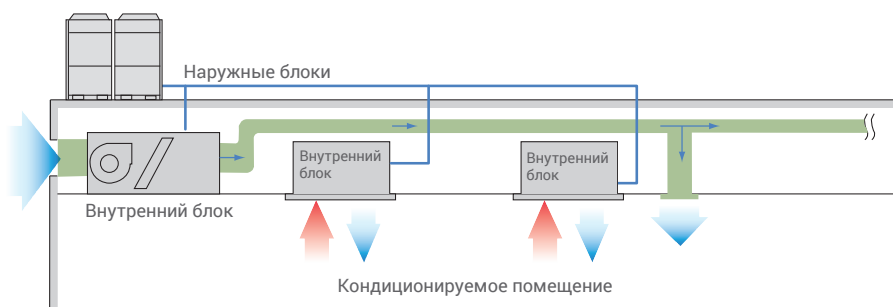 Наружные блоки
Внутренний
блок
Внутренний
блок
Внутренний блок
Кондиционируемое помещение